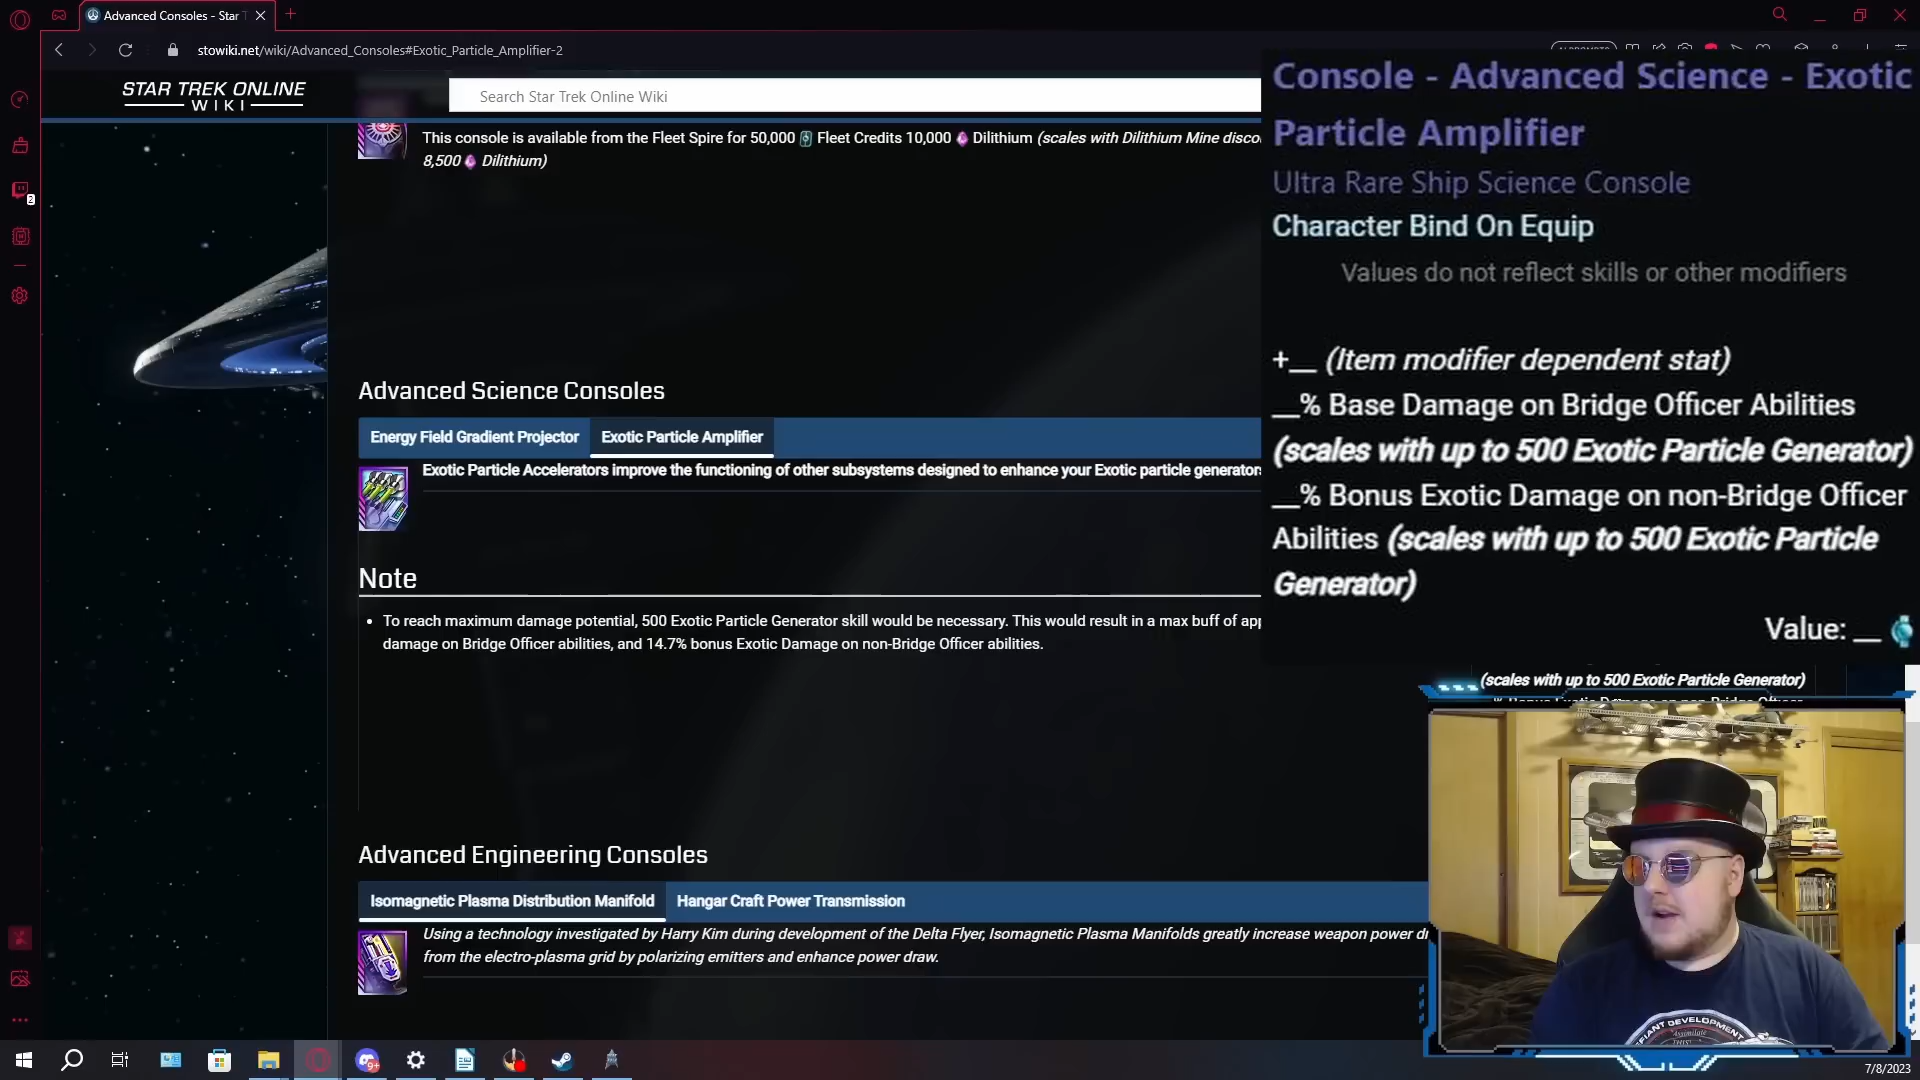 Advanced Consoles - Star T
stowiki.net/wiki/Advanced_Consoles#Exotic_Particle_Amplifier-2
2
STAR TREK ONLINE
WIKI
Search Star Trek Online Wiki
This console is available from the Fleet Spire for 50,000 Fleet Credits 10,000 Dilithium (scales with Dilithium Mine disco
8,500 Dilithium)
Console - Advanced Science - Exotic
Particle Amplifier
Ultra Rare Ship Science Console
Character Bind On Equip
Values do not reflect skills or other modifiers
+__ (Item modifier dependent stat)
__% Base Damage on Bridge Officer Abilities
(scales with up to 500 Exotic Particle Generator)
__% Bonus Exotic Damage on non-Bridge Officer
Abilities (scales with up to 500 Exotic Particle
Generator)
Value: __
Advanced Science Consoles
Energy Field Gradient Projector
Exotic Particle Amplifier
Exotic Particle Accelerators improve the functioning of other subsystems designed to enhance your Exotic particle generators
Note
• To reach maximum damage potential, 500 Exotic Particle Generator skill would be necessary. This would result in a max buff of app
damage on Bridge Officer abilities, and 14.7% bonus Exotic Damage on non-Bridge Officer abilities.
(scales with up to 500 Exotic Particle Generator)
Advanced Engineering Consoles
Isomagnetic Plasma Distribution Manifold
Hangar Craft Power Transmission
Using a technology investigated by Harry Kim during development of the Delta Flyer, Isomagnetic Plasma Manifolds greatly increase weapon power d
from the electro-plasma grid by polarizing emitters and enhance power draw.
9+
7/8/2023